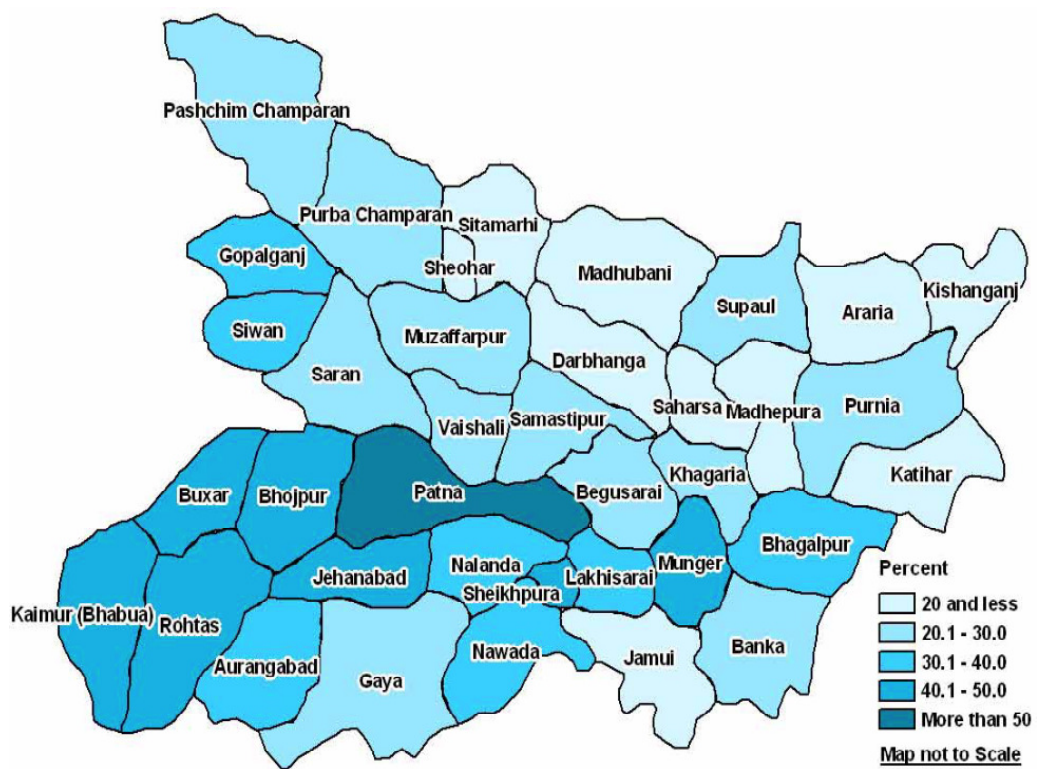 Pashchim Champaran
Purba Champaran
Sitamarhi
Gopalganj
Sheohar
Madhubani
Kishanganj
Supaul
Araria
Siwan
Muzaffarpur
Darbhanga
Saran
Saharsa
Madhepura
Purnia
Vaishali
Samastipur
Khagaria
Katihar
Buxar
Bhojpur
Patna
Begusarai
Bhagalpur
Jehanabad
Nalanda
Lakhisarai
Munger
Sheikhpura
Kaimur (Bhabua)
Rohtas
Aurangabad
Gaya
Nawada
Jamui
Banka
Percent
20 and less
20.1 - 30.0
30.1 - 40.0
40.1 - 50.0
More than 50
Map not to Scale